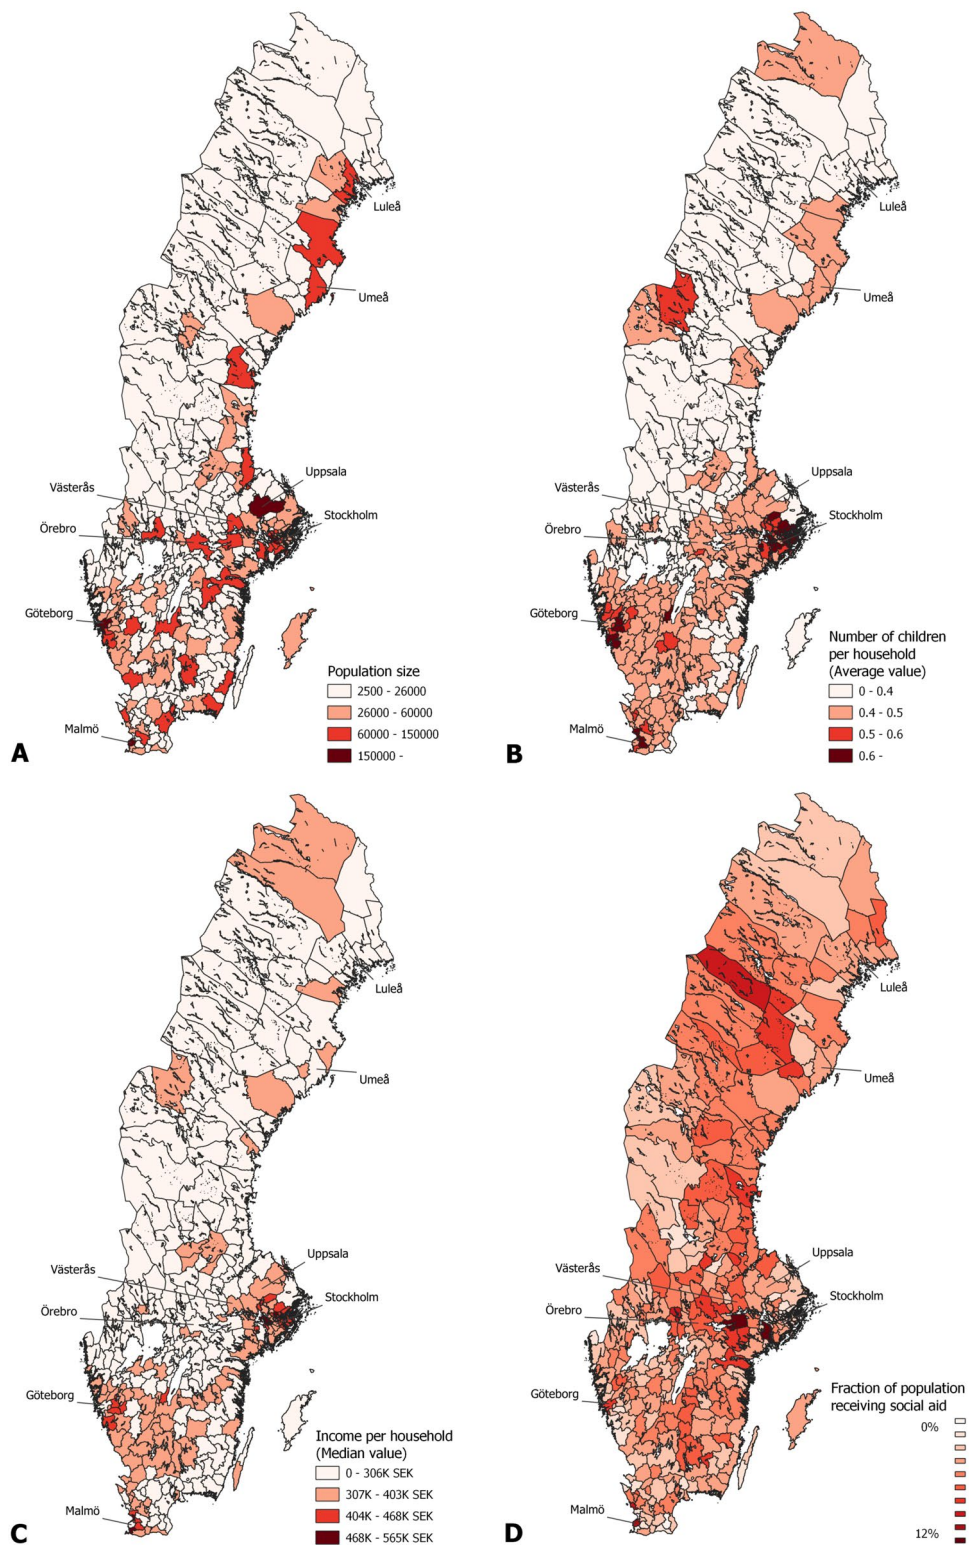 Luleå
Umeå
Uppsala
Västerås
Örebro
Stockholm
Göteborg
Malmö
Population size
2500 - 26000
26000 - 60000
60000 - 150000
150000 -
A
Luleå
Umeå
Uppsala
Västerås
Örebro
Stockholm
Göteborg
Malmö
Number of children
per household
(Average value)
0 - 0.4
0.4 - 0.5
0.5 - 0.6
0.6 -
B
Luleå
Umeå
Uppsala
Västerås
Örebro
Stockholm
Göteborg
Malmö
Income per household
(Median value)
0 - 306K SEK
307K - 403K SEK
404K - 468K SEK
468K - 565K SEK
C
Luleå
Umeå
Uppsala
Västerås
Örebro
Stockholm
Göteborg
Malmö
Fraction of population
receiving social aid
0%
12%
D